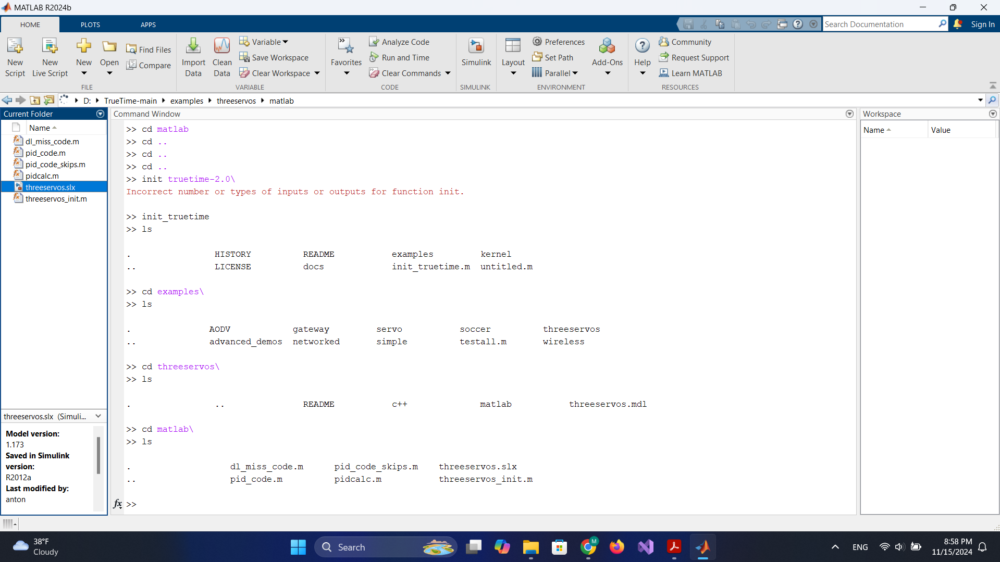 MATLAB R2024b
HOME PLOTS APPS
Search Documentation
Sign In
New Script
New Live Script
New
Open
Find Files
Compare
FILE
Import Data
Clean Data
Variable
Save Workspace
Clear Workspace
VARIABLE
Favorites
Analyze Code
Run and Time
Clear Commands
CODE
Simulink
SIMULINK
Layout
Preferences
Set Path
Parallel
Add-Ons
ENVIRONMENT
Help
Community
Request Support
Learn MATLAB
RESOURCES
D: TrueTime-main examples threeservos matlab
Current Folder
Name
dl_miss_code.m
pid_code.m
pid_code_skips.m
pidcalc.m
threeservos.slx
threeservos_init.m
threeservos.slx (Simuli...
Model version:
1.173
Saved in Simulink
version:
R2012a
Last modified by:
anton
Command Window
>> cd matlab
>> cd ..
>> cd ..
>> cd ..
>> init truetime-2.0\
Incorrect number or types of inputs or outputs for function init.
>> init_truetime
>> ls
. HISTORY README examples kernel
.. LICENSE docs init_truetime.m untitled.m
>> cd examples\
>> ls
. AODV gateway servo soccer threeservos
.. advanced_demos networked simple testall.m wireless
>> cd threeservos\
>> ls
. .. README c++ matlab threeservos.mdl
>> cd matlab\
>> ls
. dl_miss_code.m pid_code_skips.m threeservos.slx
.. pid_code.m pidcalc.m threeservos_init.m
fx >>
Workspace
Name Value
38°F
Cloudy
Search
M
ENG
8:58 PM
11/15/2024